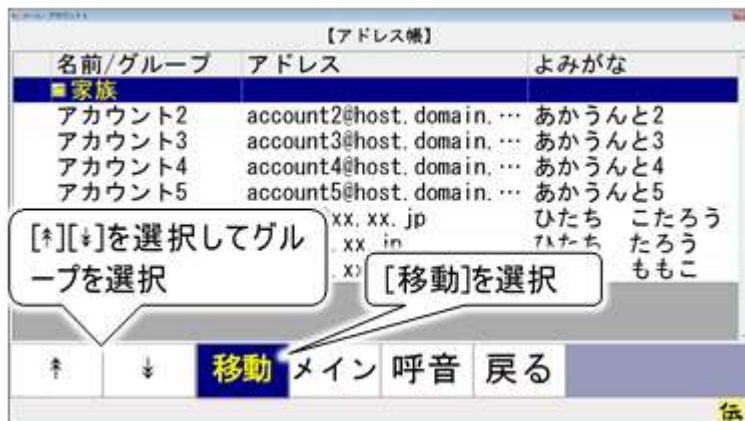 【アドレス帳】
名前/グループ アドレス よみがな
家族
アカウント2 account2@host.domain.… あかうんと2
アカウント3 account3@host.domain.… あかうんと3
アカウント4 account4@host.domain.… あかうんと4
アカウント5 account5@host.domain.… あかうんと5
xx.xx.jp ひたち こたろう
xx たろう
ももこ
[↟][↡]を選択してグル
ープを選択
[移動]を選択
↟ ↡ 移動 メイン 呼音 戻る
伝